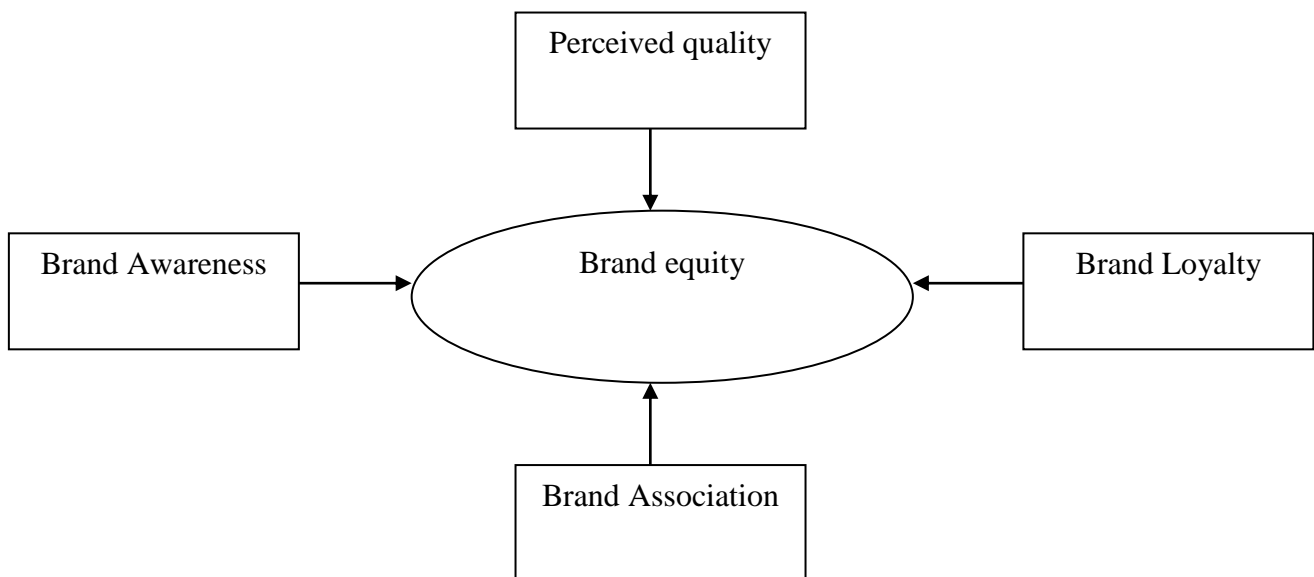 Perceived quality
Brand Awareness
Brand equity
Brand Loyalty
Brand Association